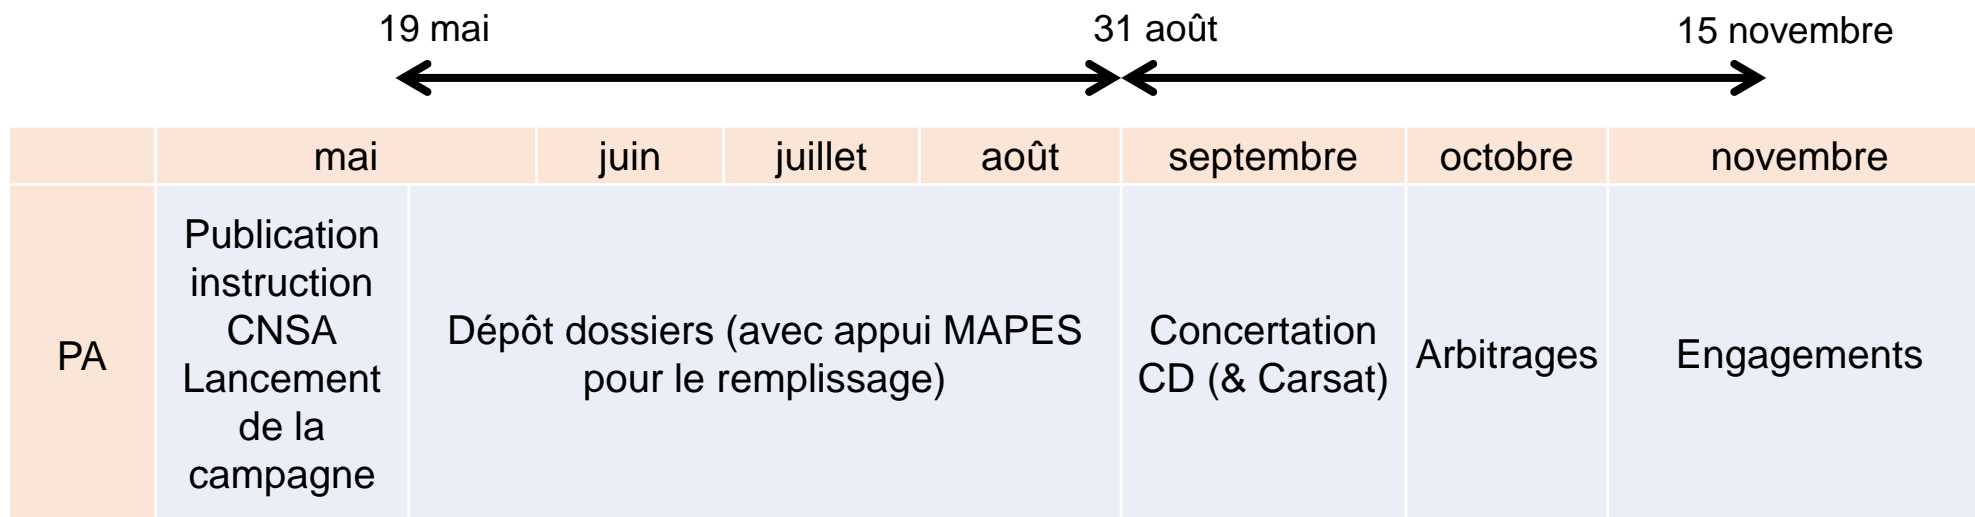 19 mai
31 août
15 novembre
mai
juin
juillet
août
septembre
octobre
novembre
PA
Publication
instruction
CNSA
Lancement
de la
campagne
Dépôt dossiers (avec appui MAPES
pour le remplissage)
Concertation
CD (& Carsat)
Arbitrages
Engagements